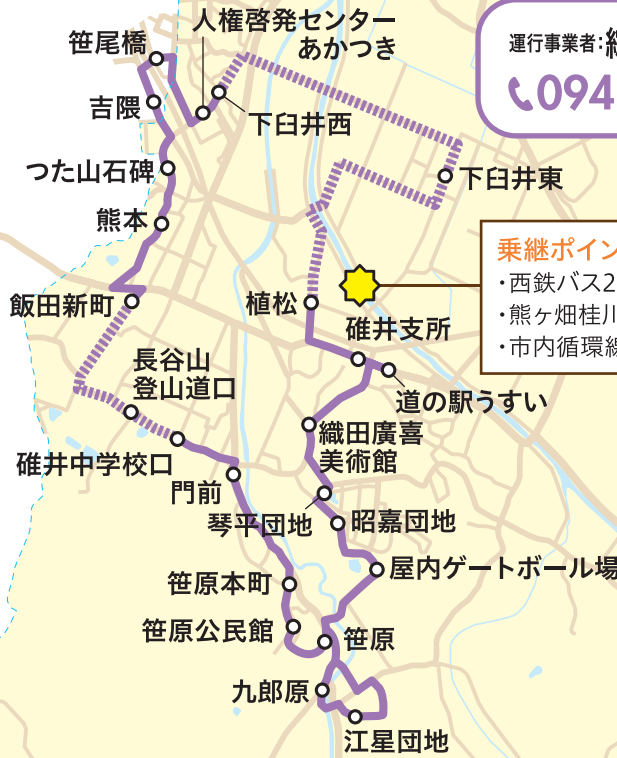 人権啓発センター
あかつき
笹尾橋
運行事業者：
094
吉隈
下臼井西
つた山石碑
下臼井東
熊本
乗継ポイン
・西鉄バス2
・熊ヶ畑桂川
・市内循環線
飯田新町
植松
碓井支所
長谷山
登山道口
道の駅うすい
織田廣喜
美術館
碓井中学校口
門前
琴平団地
昭嘉団地
屋内ゲートボール場
笹原本町
笹原公民館
笹原
九郎原
江星団地